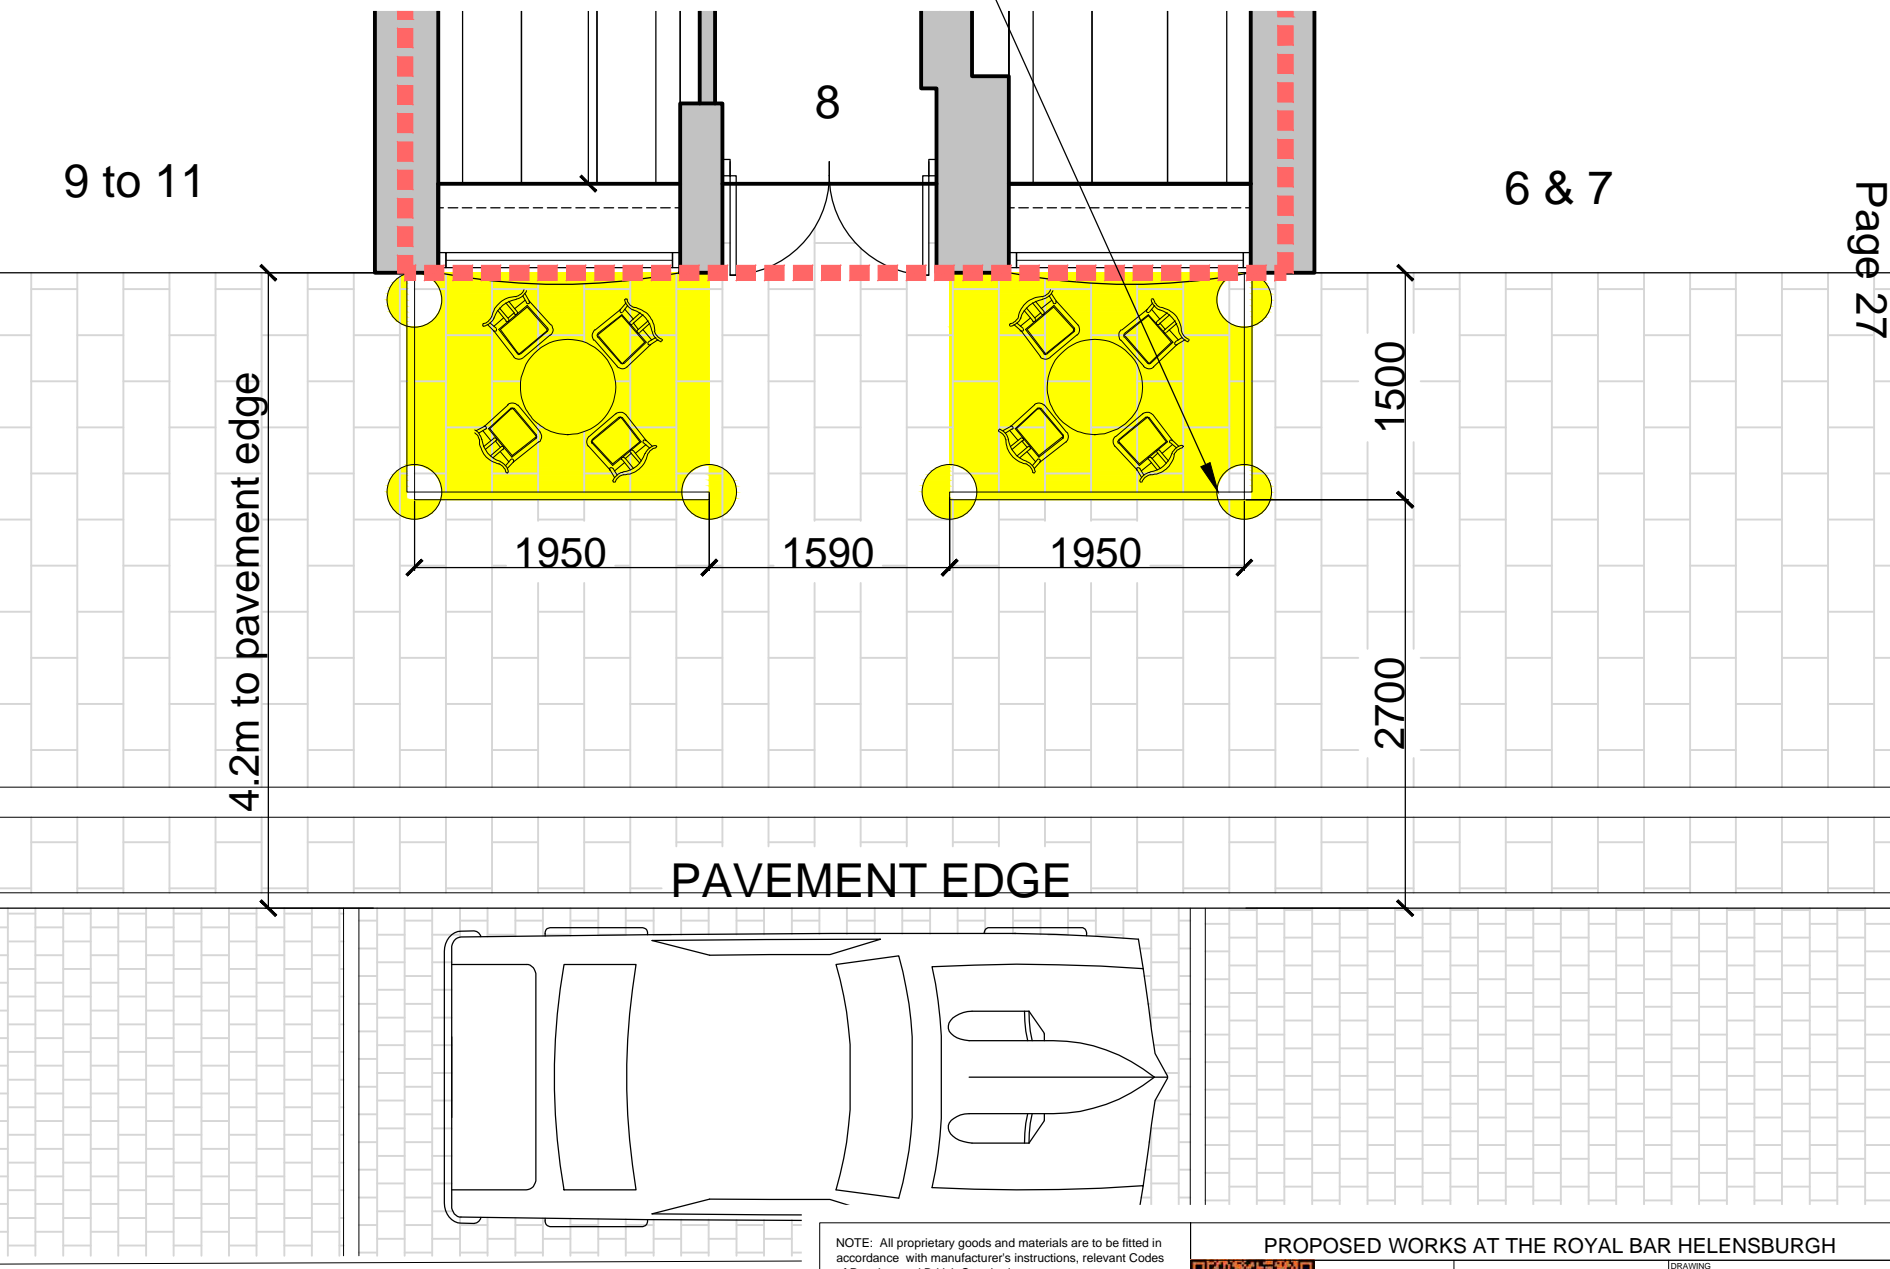 8
9 to 11
6 & 7
Page 27
4.2m to pavement edge
1500
1950
1590
1950
2700
PAVEMENT EDGE
NOTE: All proprietary goods and materials are to be fitted in
accordance with manufacturer's instructions, relevant Codes
PROPOSED WORKS AT THE ROYAL BAR HELENSBURGH
DRAWING